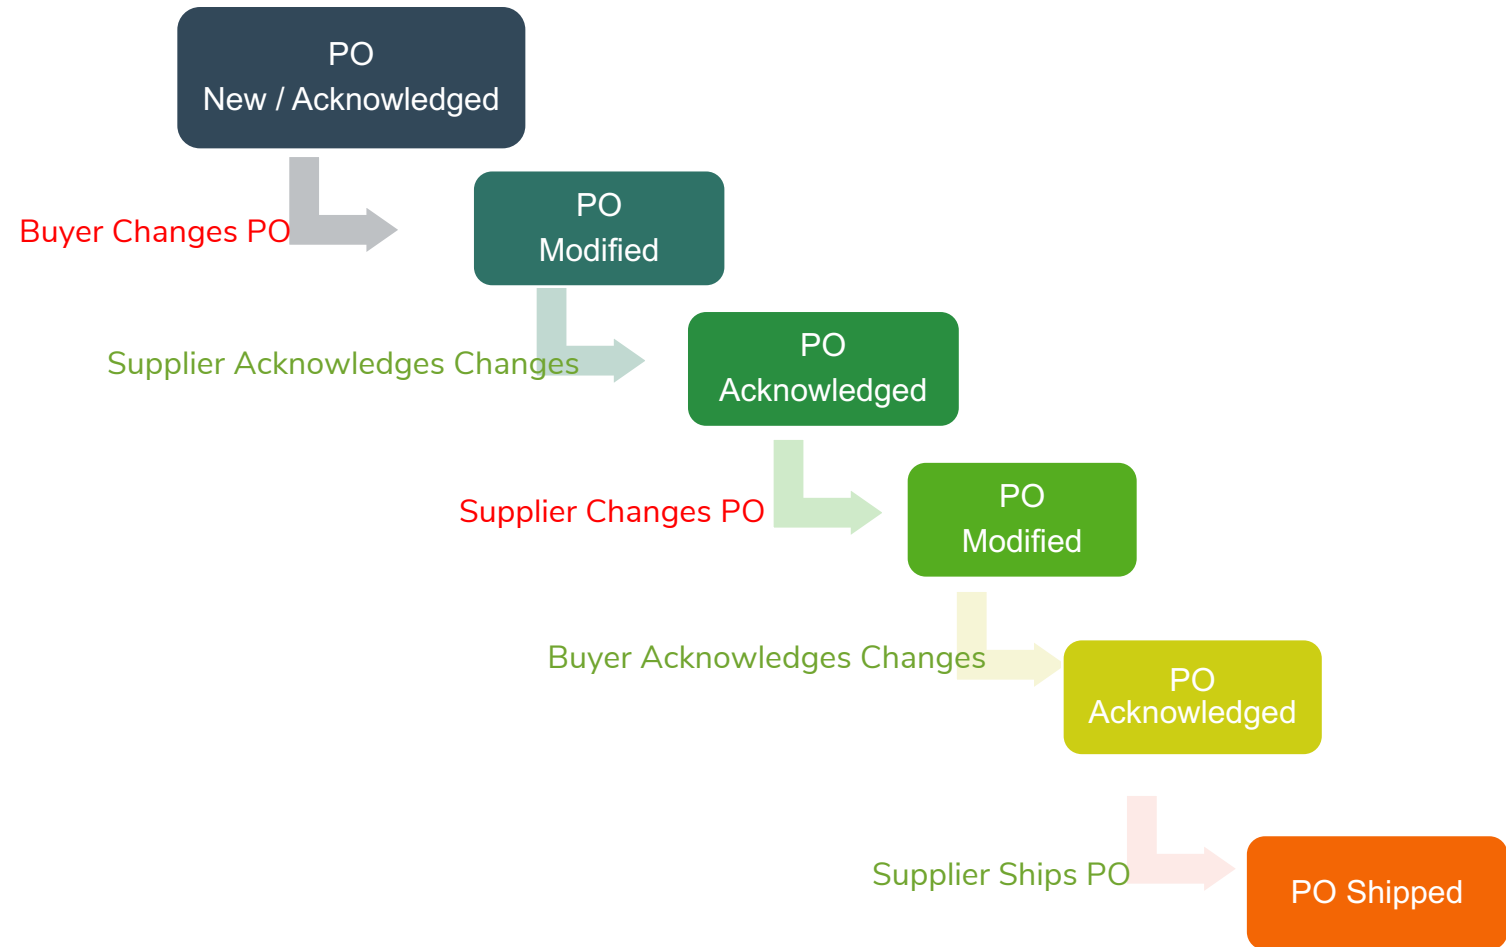 PO
New / Acknowledged
Buyer Changes PO
PO
Modified
Supplier Acknowledges Changes
PO
Acknowledged
Supplier Changes PO
PO
Modified
Buyer Acknowledges Changes
PO
Acknowledged
Supplier Ships PO
PO Shipped